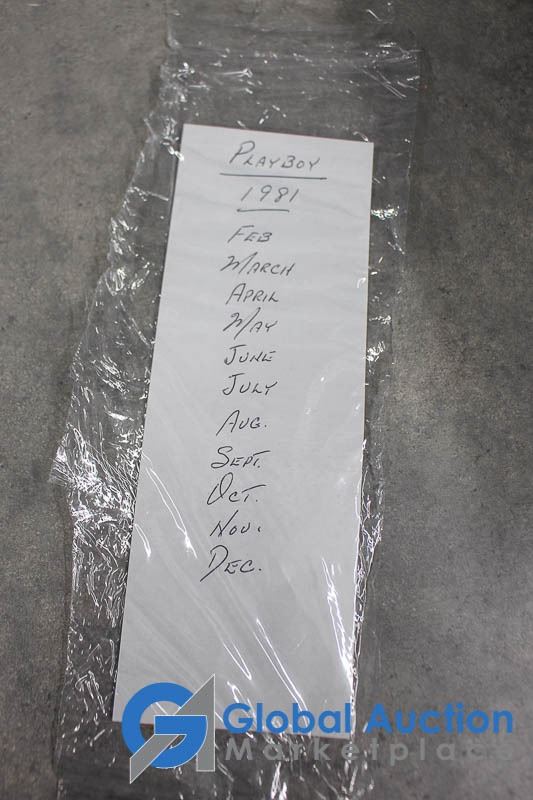 PLAYBOY
1981
FEB
MARCH
APRIL
MAY
JUNE
JULY
AUG.
SEPT.
OCT.
NOV.
DEC.
Global Auction
Marketplace